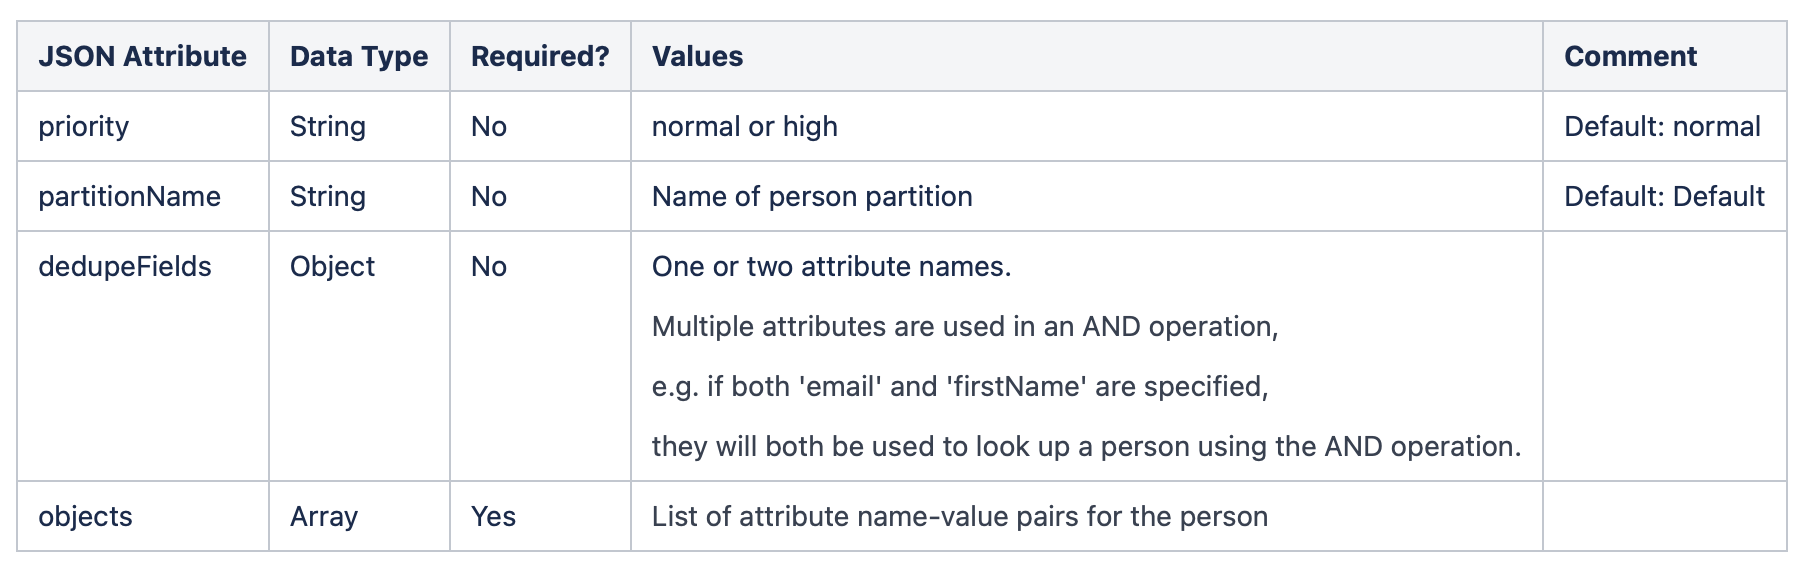 JSON Attribute Data Type Required? Values Comment
priority String No normal or high Default: normal
partitionName String No Name of person partition Default: Default
dedupeFields Object No One or two attribute names.
Multiple attributes are used in an AND operation,
e.g. if both 'email' and 'firstName' are specified,
they will both be used to look up a person using the AND operation.
objects Array Yes List of attribute name-value pairs for the person